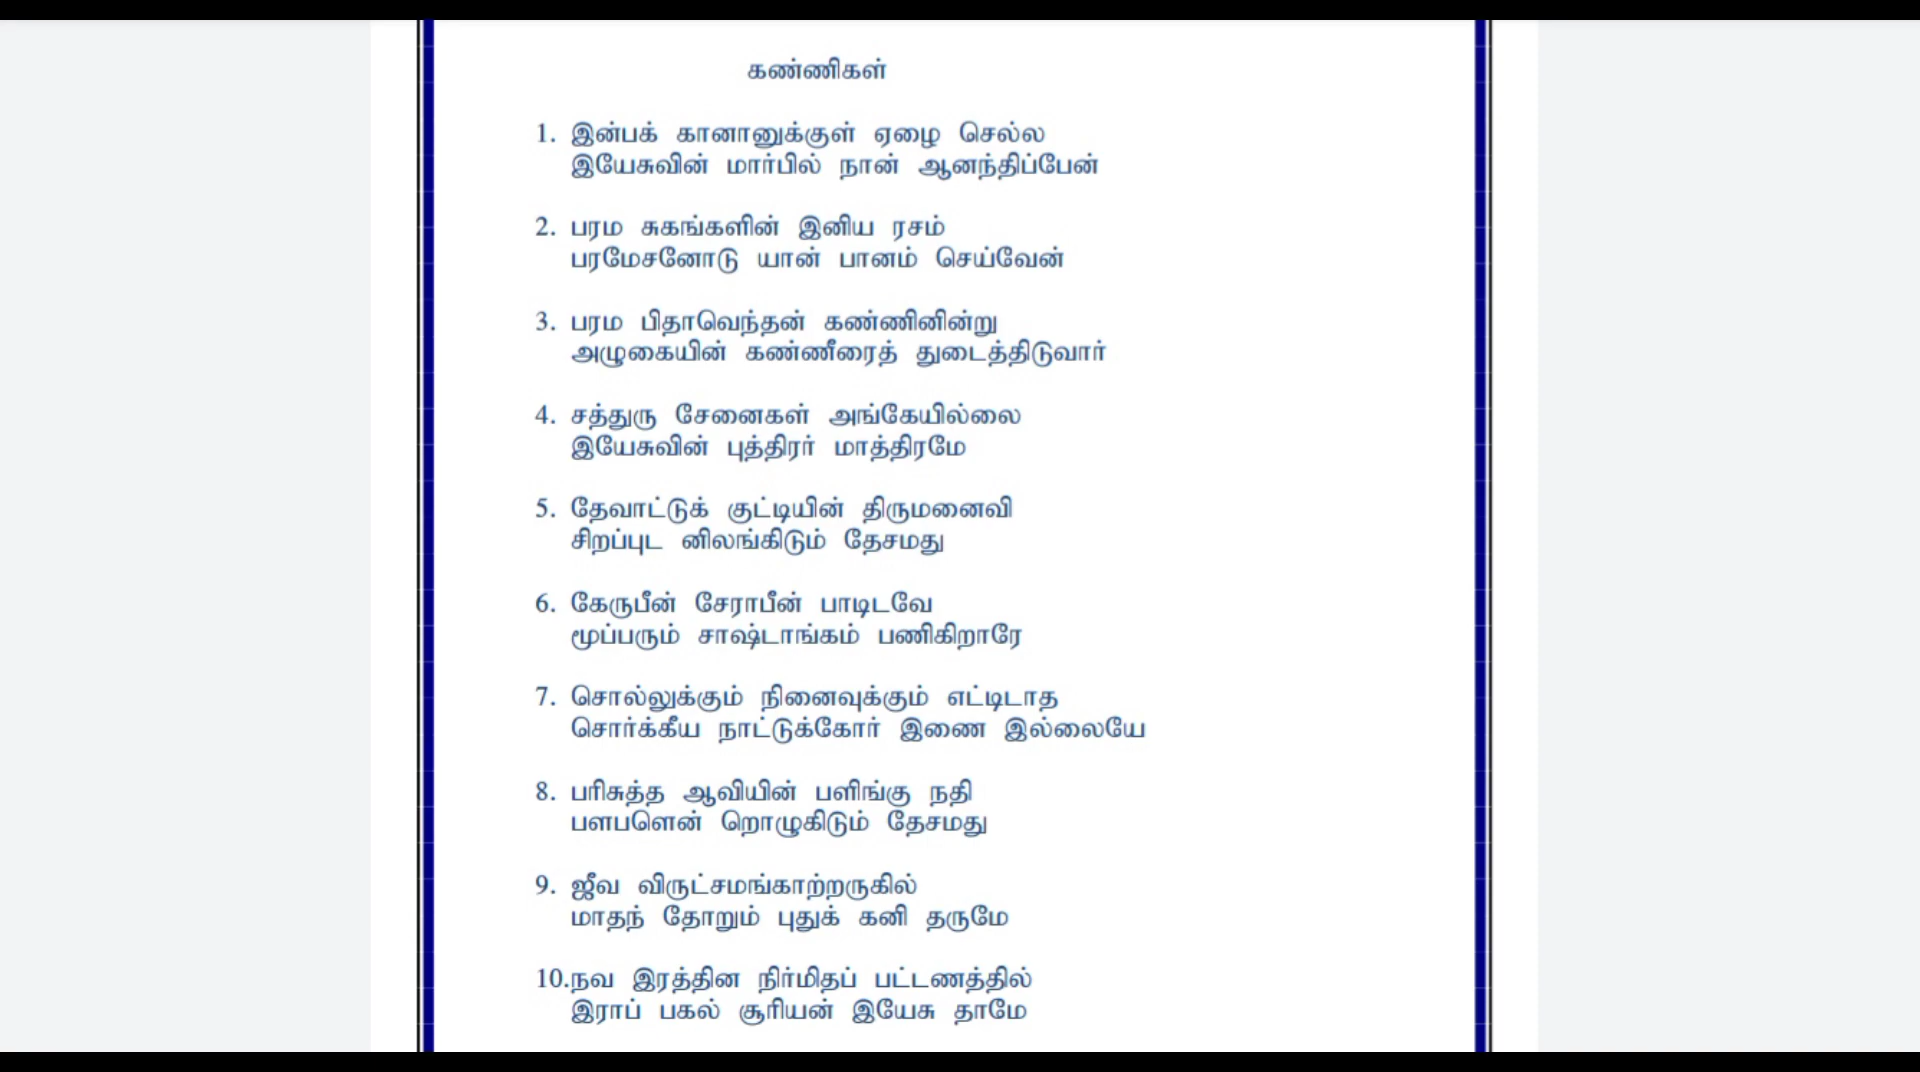 கண்ணிகள்
1. இன்பக் கானானுக்குள் ஏழை செல்ல
இயேசுவின் மார்பில் நான் ஆனந்திப்பேன்
2. பரம சுகங்களின் இனிய ரசம்
பரமேசனோடு யான் பானம் செய்வேன்
3. பரம பிதாவெந்தன் கண்ணினின்று
அழுகையின் கண்ணீரைத் துடைத்திடுவார்
4. சத்துரு சேனைகள் அங்கேயில்லை
இயேசுவின் புத்திரர் மாத்திரமே
5. தேவாட்டுக் குட்டியின் திருமனைவி
சிறப்புட னிலங்கிடும் தேசமது
6. கேருபீன் சேராபீன் பாடிடவே
மூப்பரும் சாஷ்டாங்கம் பணிகிறாரே
7. சொல்லுக்கும் நினைவுக்கும் எட்டிடாத
சொர்க்கீய நாட்டுக்கோர் இணை இல்லையே
8. பரிசுத்த ஆவியின் பளிங்கு நதி
பளபளென் றொழுகிடும் தேசமது
9. ஜீவ விருட்சமங்காற்றருகில்
மாதந் தோறும் புதுக் கனி தருமே
10.நவ இரத்தின நிர்மிதப் பட்டணத்தில்
இராப் பகல் சூரியன் இயேசு தாமே